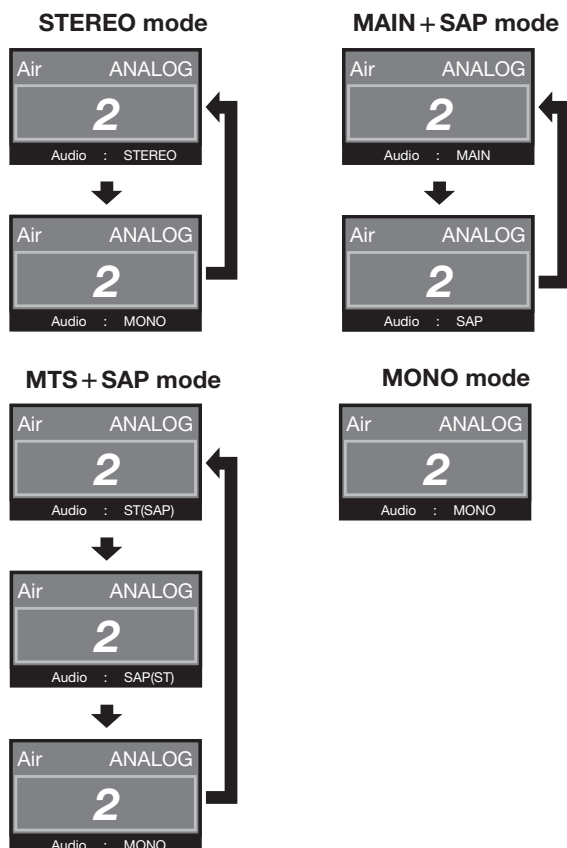 STEREO mode
Air ANALOG
2
Audio : STEREO
Air ANALOG
2
Audio : MONO
MAIN+SAP mode
Air ANALOG
2
Audio : MAIN
Air ANALOG
2
Audio : SAP
MTS+SAP mode
Air ANALOG
2
Audio : ST(SAP)
Air ANALOG
2
Audio : SAP(ST)
Air ANALOG
2
Audio : MONO
MONO mode
Air ANALOG
2
Audio : MONO